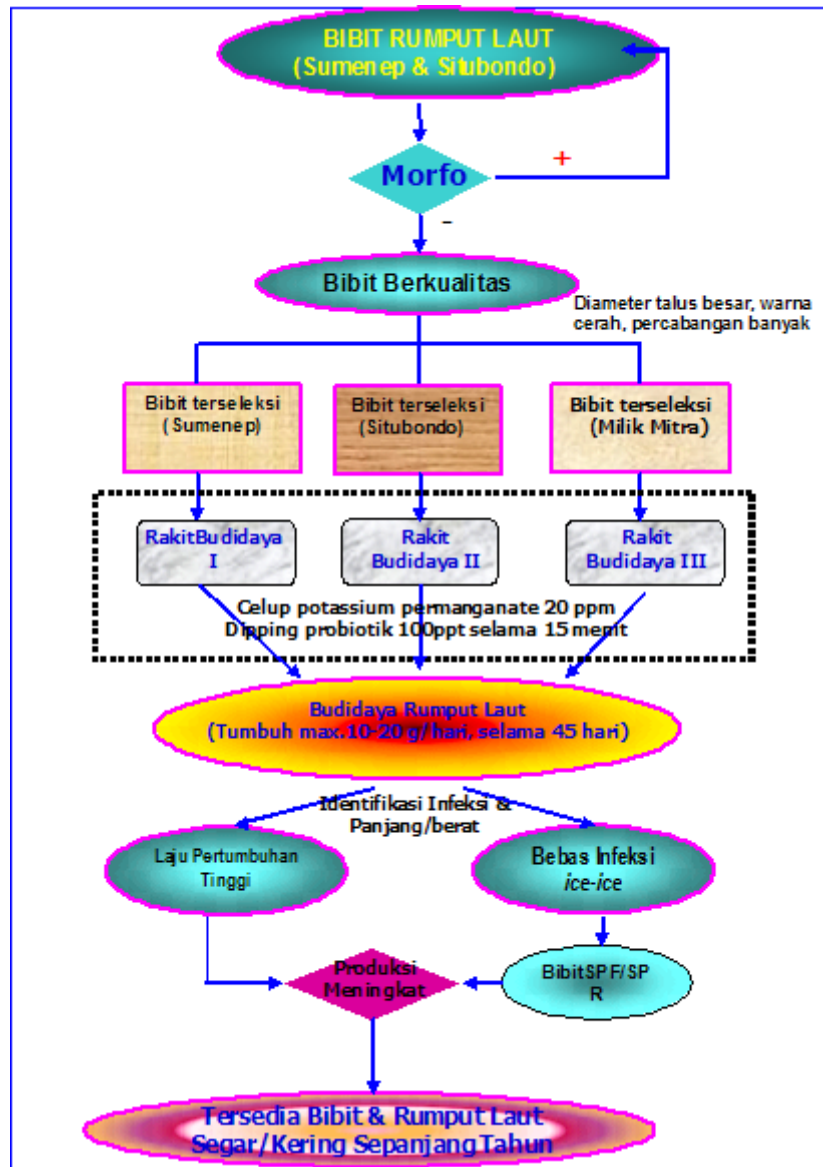 BIBIT RUMPUT LAUT
(Sumenep & Situbondo)
+
Morfo
-
Bibit Berkualitas
Diameter talus besar, warna
cerah, percabangan banyak
Bibit terseleksi
(Sumenep)
Bibit terseleksi
(Situbondo)
Bibit terseleksi
(Milik Mitra)
RakitBudidaya
I
Rakit
Budidaya II
Rakit
Budidaya III
Celup potassium permanganate 20 ppm
Dipping probiotik 100ppt selama 15 menit
Budidaya Rumput Laut
(Tumbuh max.10-20 g/hari, selama 45 hari)
Identifikasi Infeksi &
Panjang/berat
Laju Pertumbuhan
Tinggi
Bebas Infeksi
ice-ice
Produksi
Meningkat
BibitSPF/SP
R
Tersedia Bibit & Rumput Laut
Segar/Kering Sepanjang Tahun